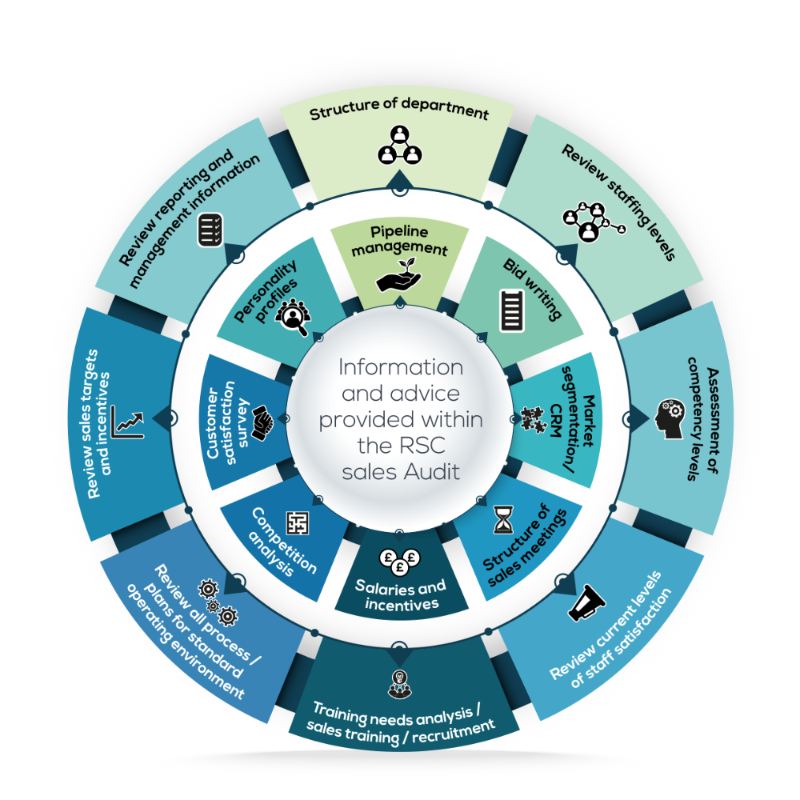 Structure of department
Review staffing levels
Assessment of
competency levels
Review current levels
of staff satisfaction
Training needs analysis /
sales training / recruitment
Review all process /
plans for standard
operating environment
Review sales targets
and incentives
Review reporting and
management information
Pipeline
management
Bid writing
Market
segmentation/
CRM
Structure of
sales meetings
£ £ £
Salaries and
incentives
Competition
analysis
Customer
satisfaction
survey
Personality
profiles
Information
and advice
provided within
the RSC
sales Audit